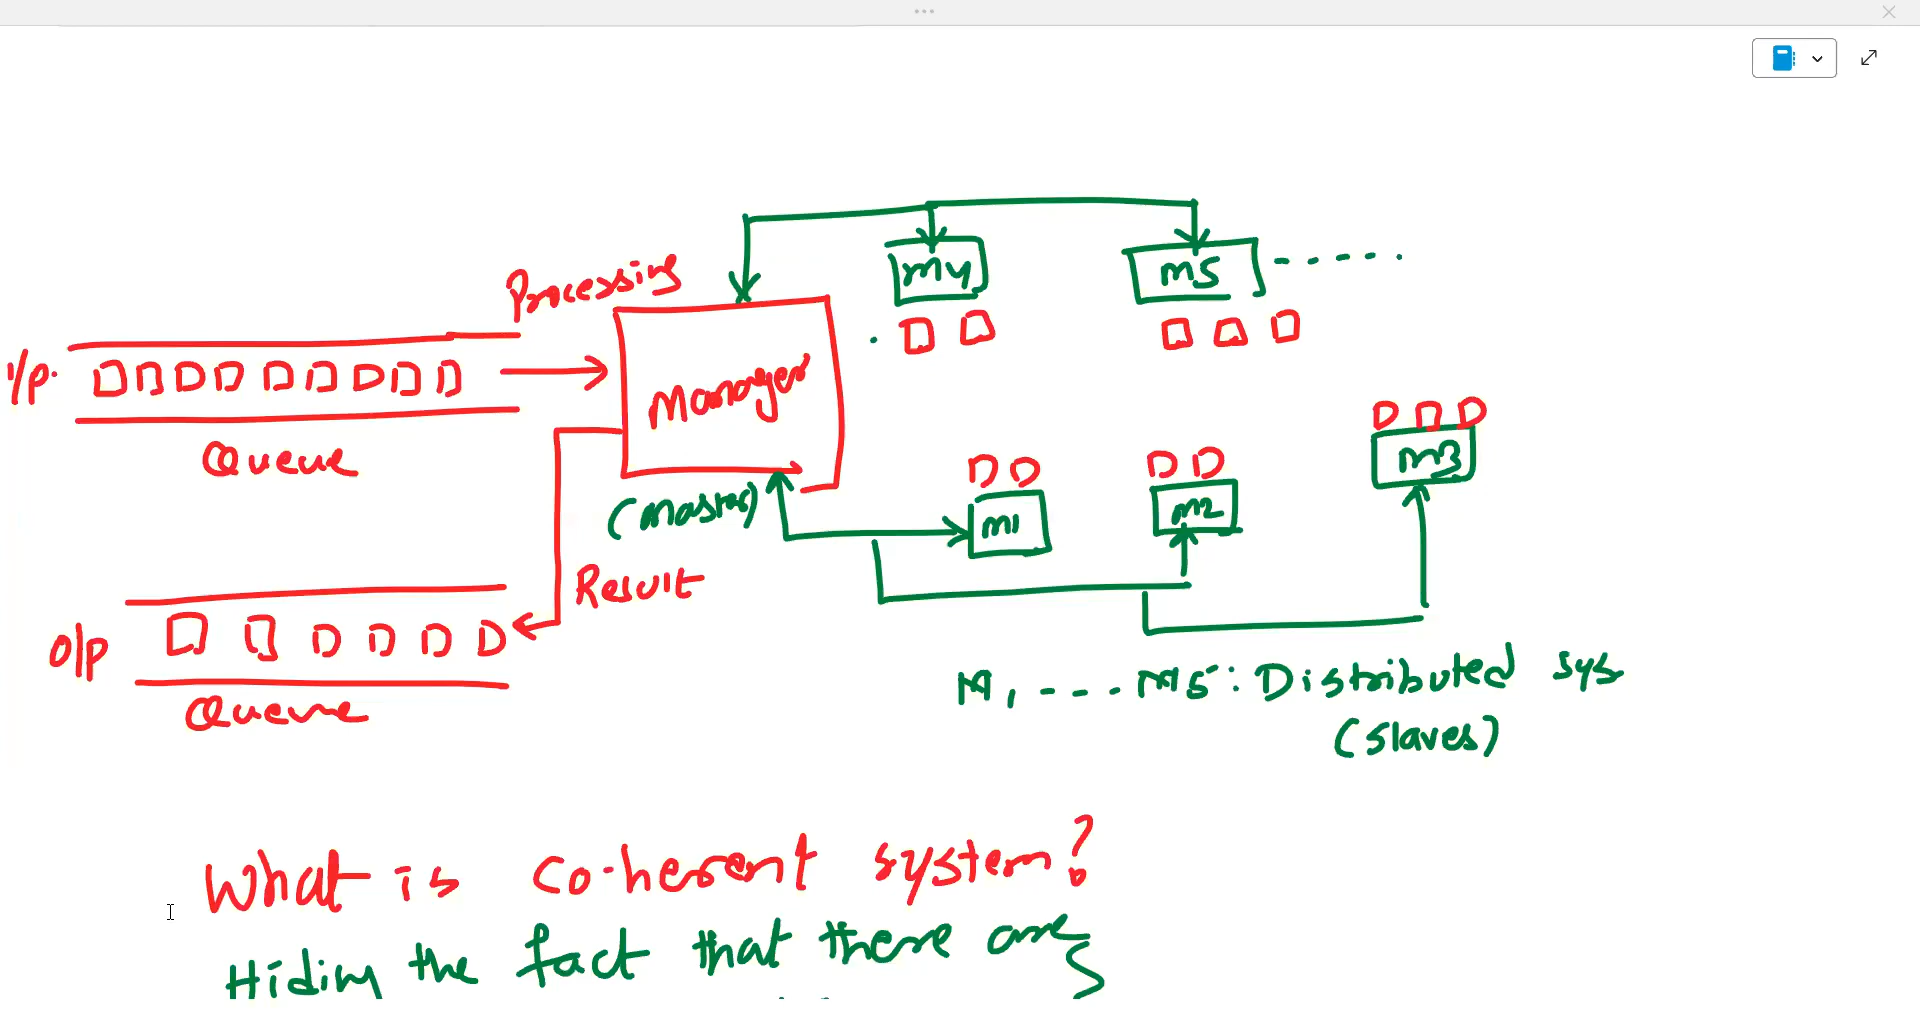 Processing
m4
m5 ......
I/p.
Manager
Queue
(Master)
m1
m2
m3
Result
O/p
Queue
M1 - - - . M5 : Distributed sys
(slaves)
What is co-herent system?
Hiding the fact that there are